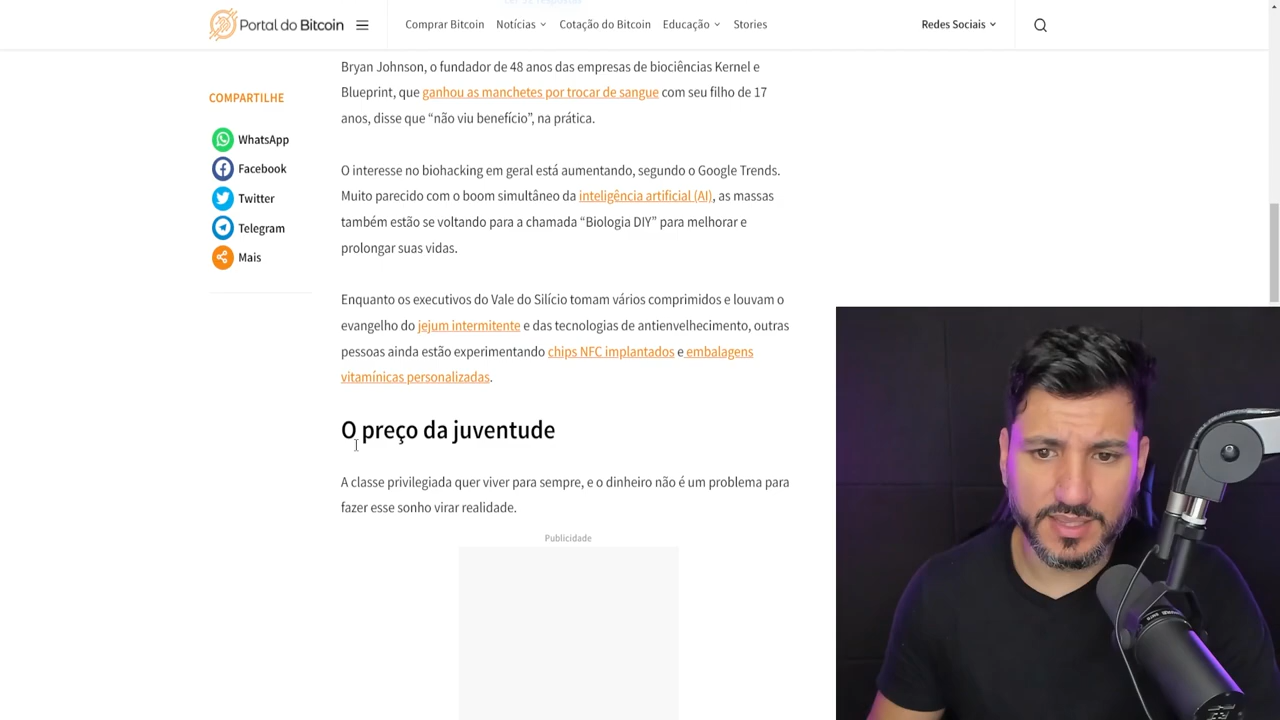 Portal do Bitcoin
Comprar Bitcoin
Notícias
Cotação do Bitcoin
Educação
Stories
Redes Sociais
COMPARTILHE
WhatsApp
Facebook
Twitter
Telegram
Mais
Bryan Johnson, o fundador de 48 anos das empresas de biociências Kernel e
Blueprint, que ganhou as manchetes por trocar de sangue com seu filho de 17
anos, disse que “não viu benefício”, na prática.
O interesse no biohacking em geral está aumentando, segundo o Google Trends.
Muito parecido com o boom simultâneo da inteligência artificial (AI), as massas
também estão se voltando para a chamada “Biologia DIY” para melhorar e
prolongar suas vidas.
Enquanto os executivos do Vale do Silício tomam vários comprimidos e louvam o
evangelho do jejum intermitente e das tecnologias de antienvelhecimento, outras
pessoas ainda estão experimentando chips NFC implantados e embalagens
vitamínicas personalizadas.
O preço da juventude
A classe privilegiada quer viver para sempre, e o dinheiro não é um problema para
fazer esse sonho virar realidade.
Publicidade